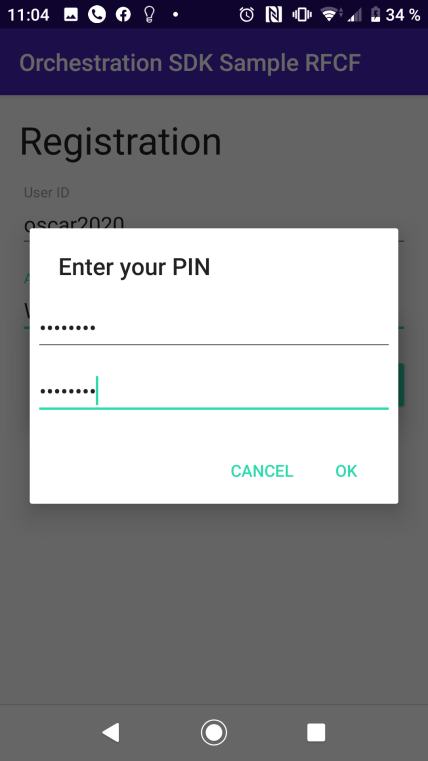 11:04
34 %
Orchestration SDK Sample RFCF
Registration
User ID
oscar2020
Enter your PIN
••••••••
••••••••
CANCEL
OK